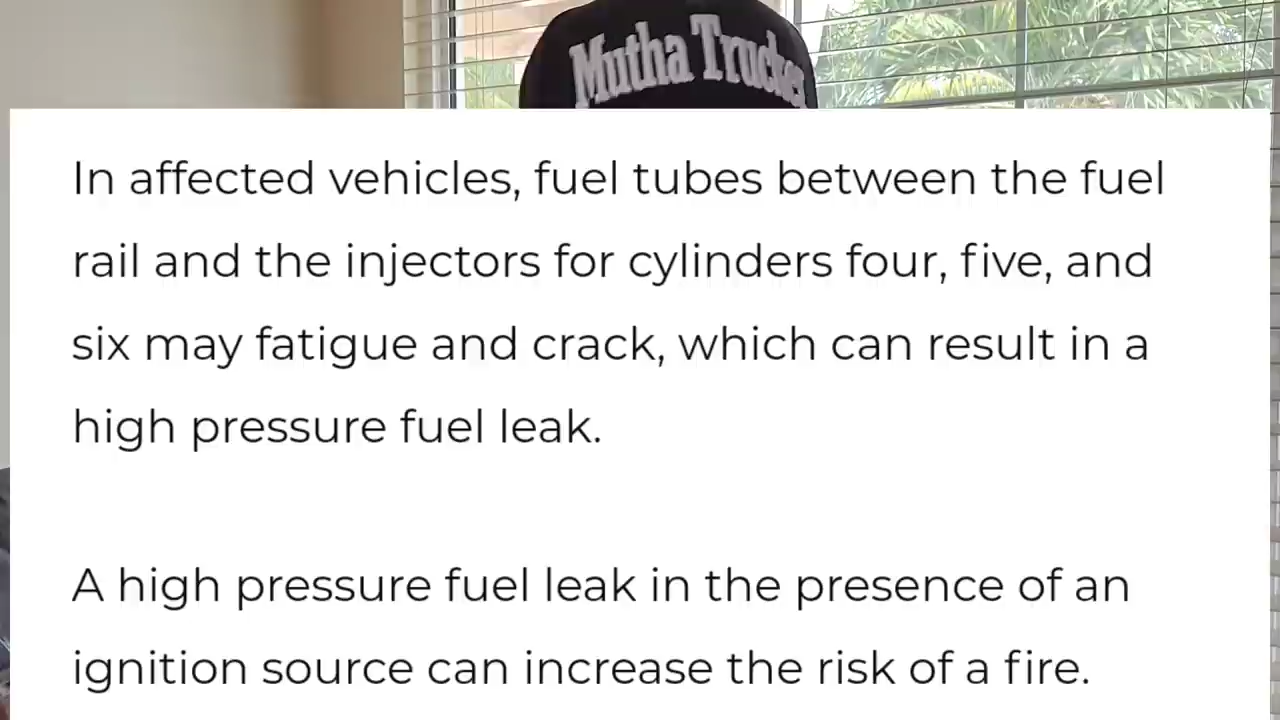 Mutha Trucker
In affected vehicles, fuel tubes between the fuel
rail and the injectors for cylinders four, five, and
six may fatigue and crack, which can result in a
high pressure fuel leak.
A high pressure fuel leak in the presence of an
ignition source can increase the risk of a fire.